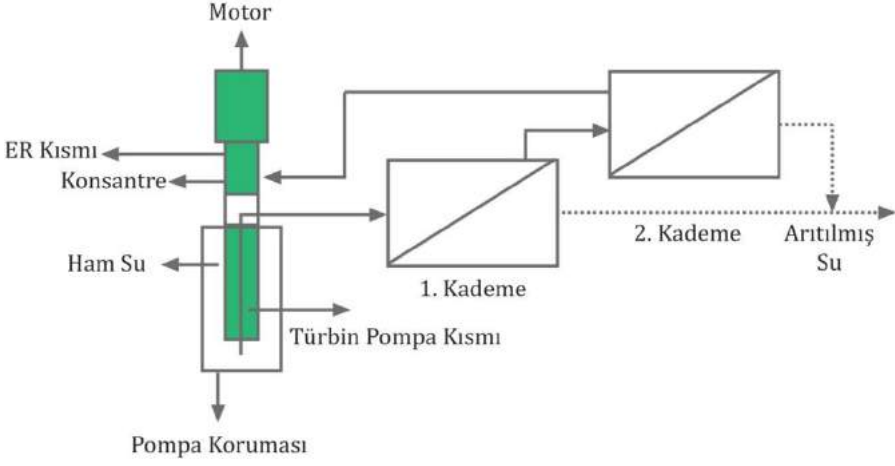 Motor
ER Kısmı
Konsantre
Ham Su
1. Kademe
2. Kademe
Arıtılmış
Su
Türbin Pompa Kısmı
Pompa Koruması